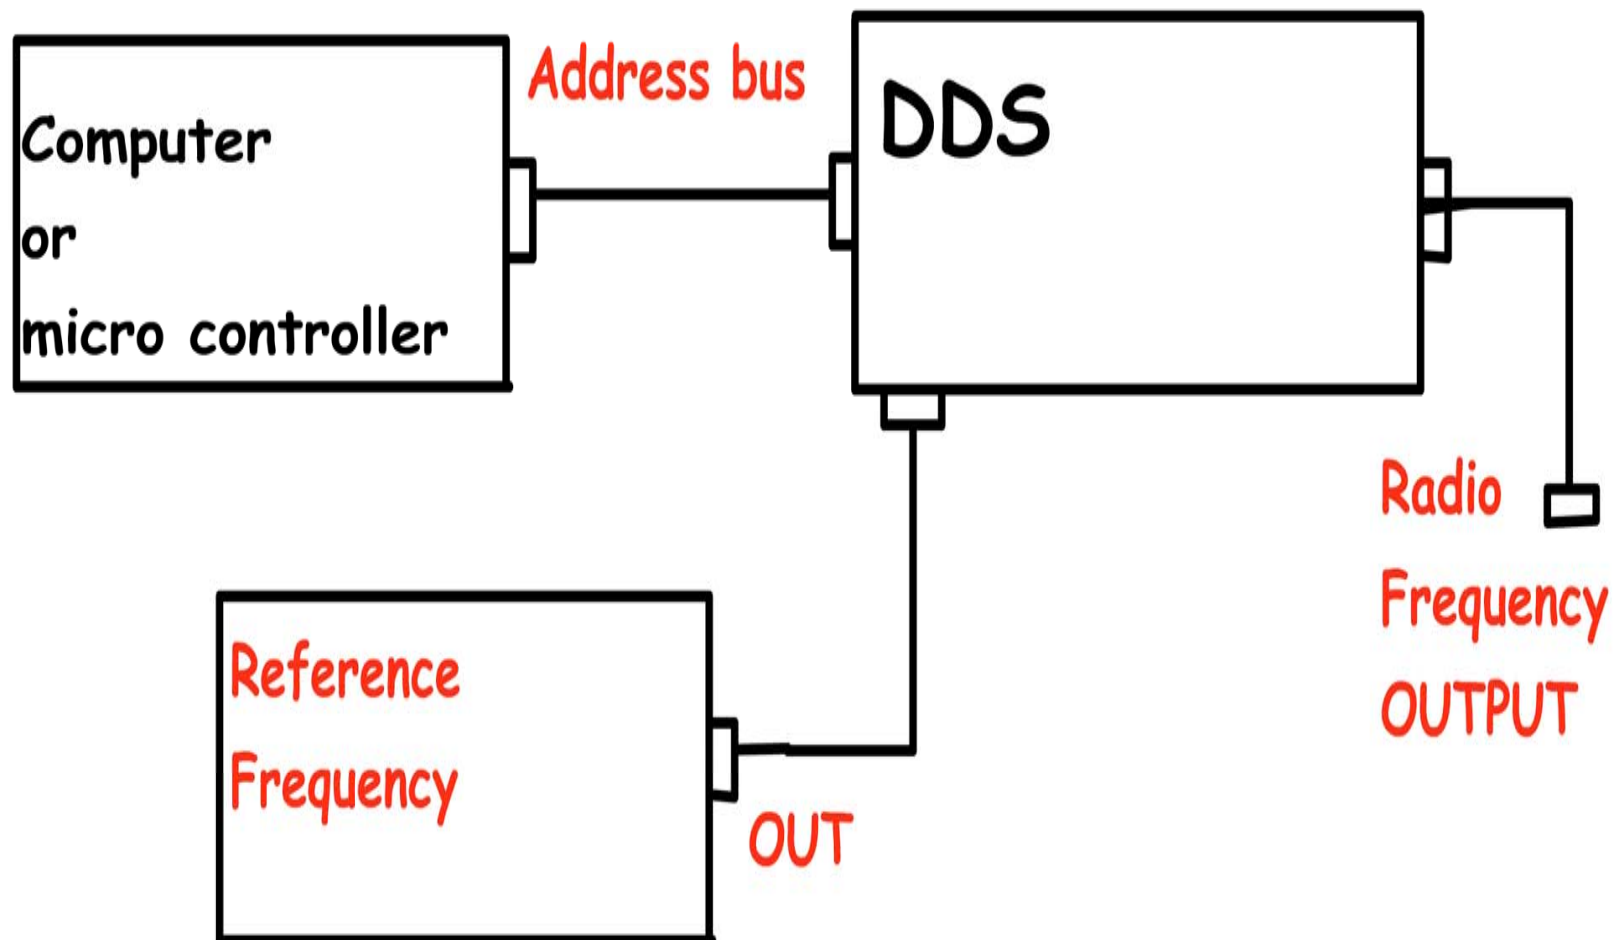 Computer
or
micro controller
Address bus
DDS
Radio
Frequency
OUTPUT
Reference
Frequency
OUT